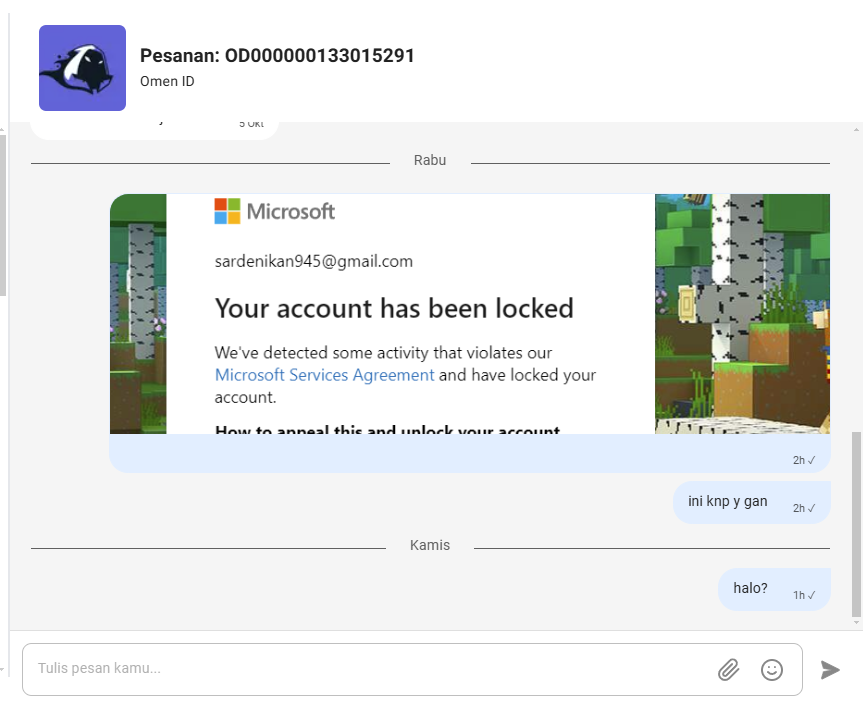 Pesanan: OD000000133015291
Omen ID
5 Okt
Rabu
Microsoft
sardenikan945@gmail.com
Your account has been locked
We've detected some activity that violates our
Microsoft Services Agreement and have locked your
account.
How to appeal this and unlock your account
2h ✓
ini knp y gan
2h ✓
Kamis
halo?
1h ✓
Tulis pesan kamu...